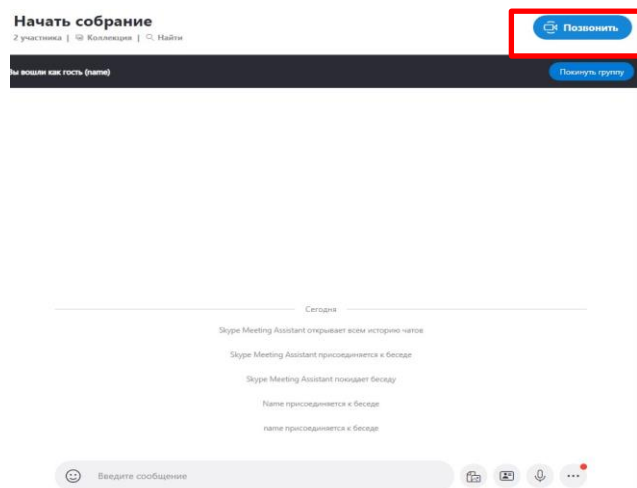 Начать собрание
2 участника | Коллекция | Найти
Позвонить
Вы вошли как гость (name)
Покинуть группу
Сегодня
Skype Meeting Assistant открывает всем историю чатов
Skype Meeting Assistant присоединяется к беседе
Skype Meeting Assistant покидает беседу
Name присоединяется к беседе
name присоединяется к беседе
Введите сообщение